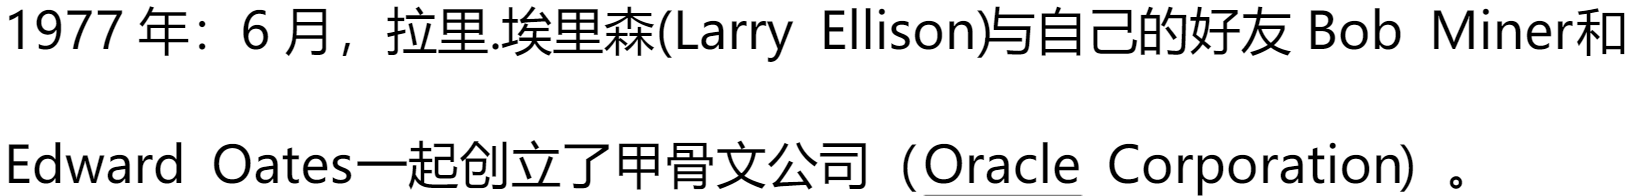 1977 年：6 月，拉里.埃里森(Larry Ellison)与自己的好友 Bob Miner和
Edward Oates一起创立了甲骨文公司（Oracle Corporation）。